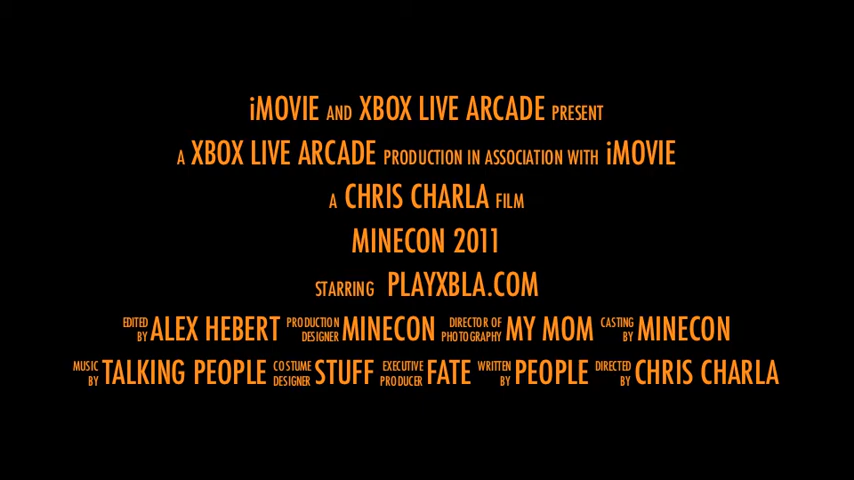 iMOVIE AND XBOX LIVE ARCADE PRESENT
A XBOX LIVE ARCADE PRODUCTION IN ASSOCIATION WITH iMOVIE
A CHRIS CHARLA FILM
MINECON 2011
STARRING PLAYXBLA.COM
EDITED BY ALEX HEBERT PRODUCTION DESIGNER MINECON DIRECTOR OF PHOTOGRAPHY MY MOM CASTING BY MINECON
MUSIC BY TALKING PEOPLE COSTUME DESIGNER STUFF EXECUTIVE PRODUCER FATE WRITTEN BY PEOPLE DIRECTED BY CHRIS CHARLA